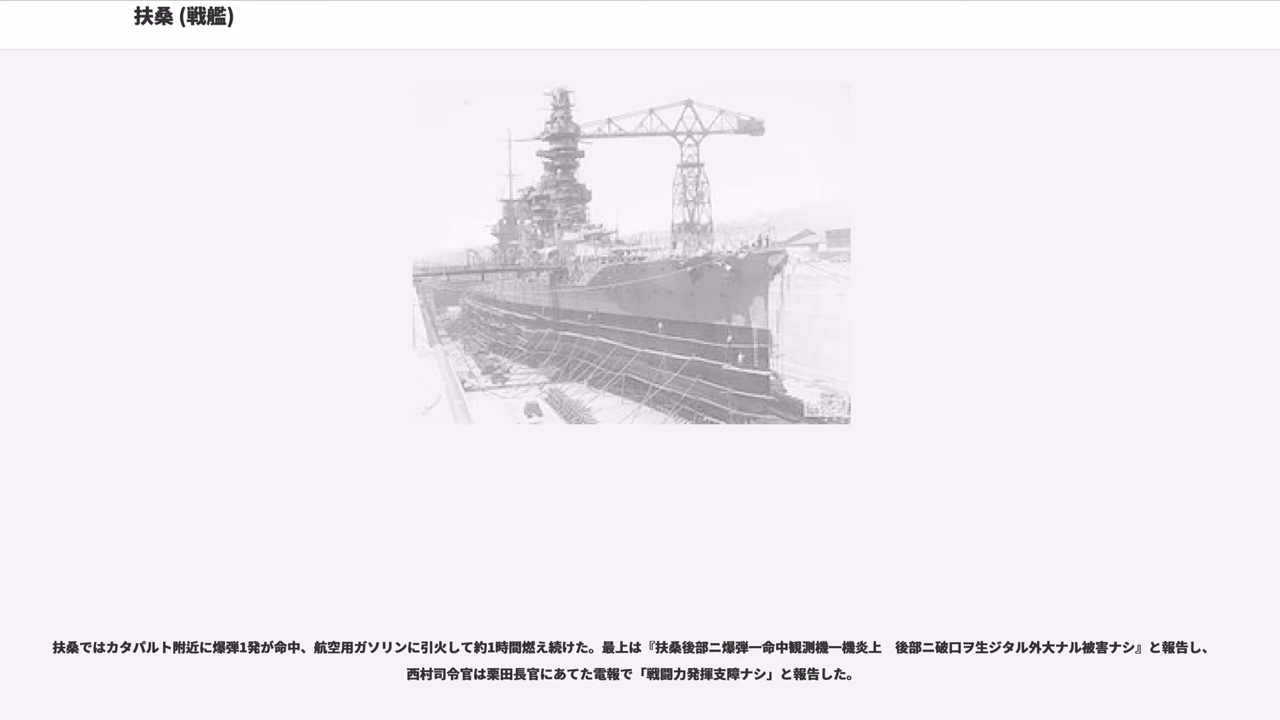 扶桑 (戦艦)
扶桑ではカタパルト附近に爆弾1発が命中、航空用ガソリンに引火して約1時間燃え続けた。最上は『扶桑後部ニ爆弾一命中観測機一機炎上　後部ニ破口ヲ生ジタル外大ナル被害ナシ』と報告し、
西村司令官は栗田長官にあてた電報で「戦闘力発揮支障ナシ」と報告した。